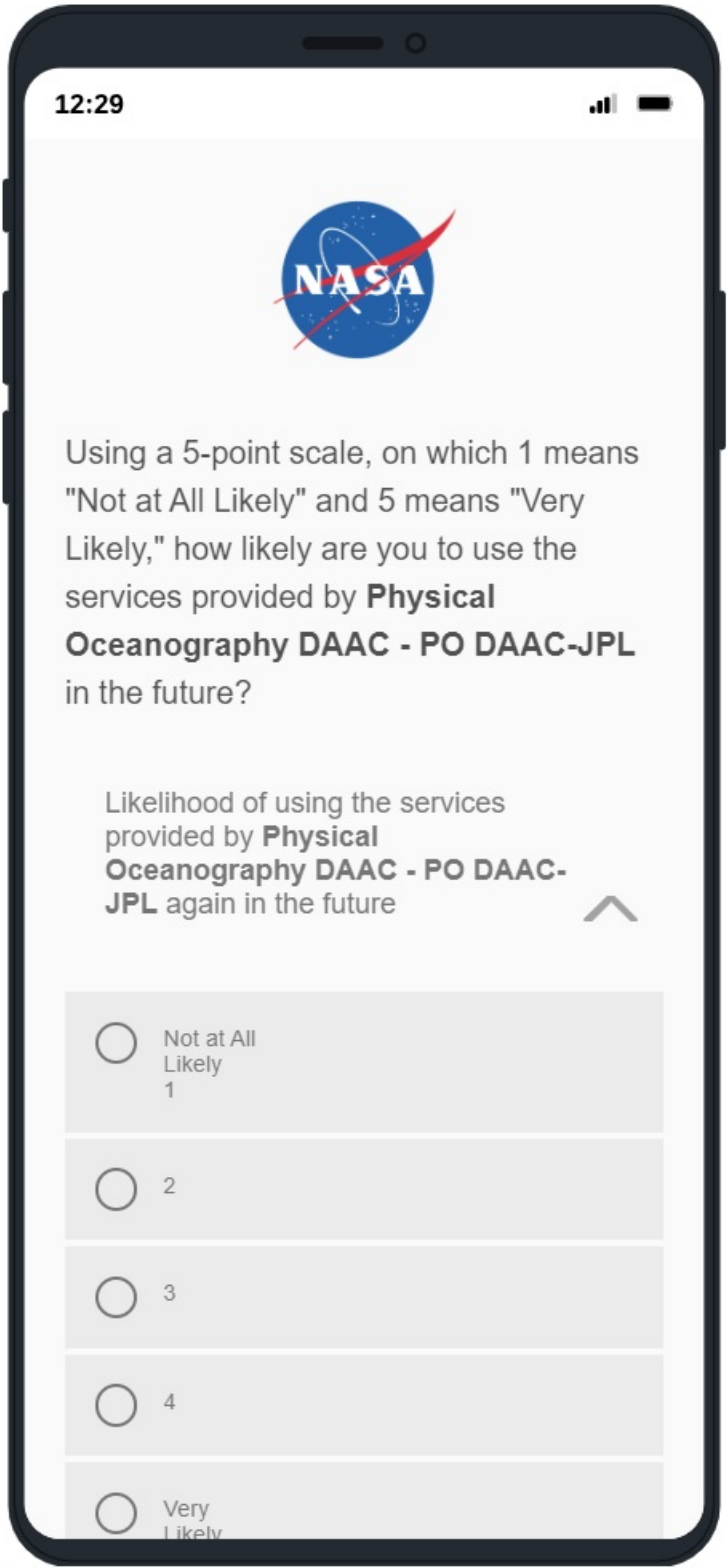 12:29
NASA
Using a 5-point scale, on which 1 means
"Not at All Likely" and 5 means "Very
Likely," how likely are you to use the
services provided by Physical
Oceanography DAAC - PO DAAC-JPL
in the future?
Likelihood of using the services
provided by Physical
Oceanography DAAC - PO DAAC-
JPL again in the future
Not at All
Likely
1
2
3
4
Very
Likely